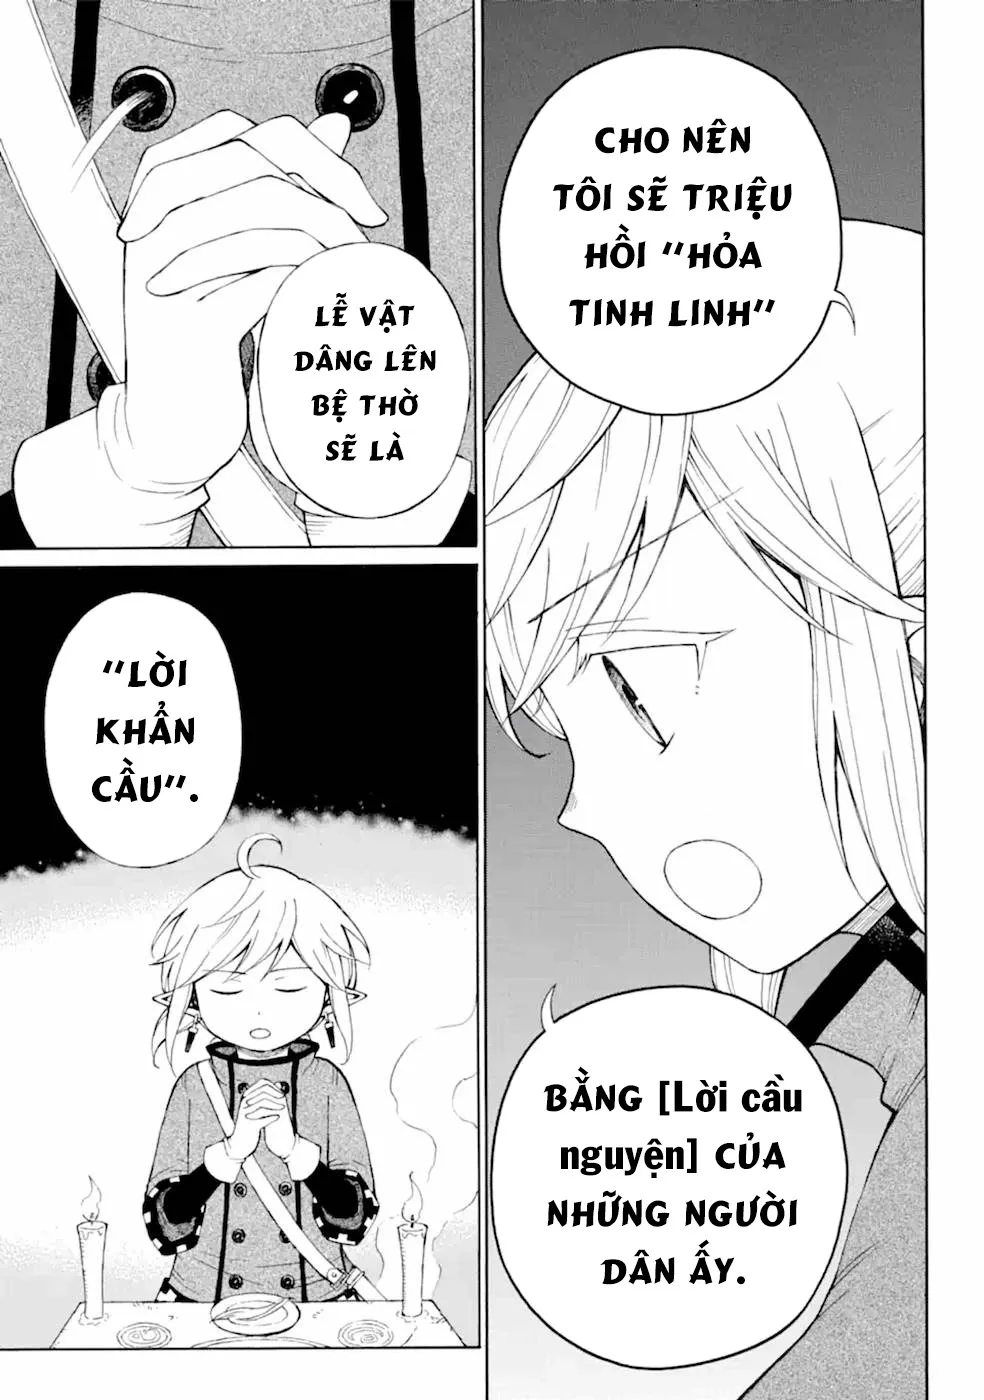 CHO NÊN
TÔI SẼ TRIỆU
HỒI "HỎA
TINH LINH"
BẰNG [Lời cầu
nguyện] CỦA
NHỮNG NGƯỜI
DÂN ẤY.
LỄ VẬT
DÂNG LÊN
BỆ THỜ
SẼ LÀ
"LỜI
KHẨN
CẦU".